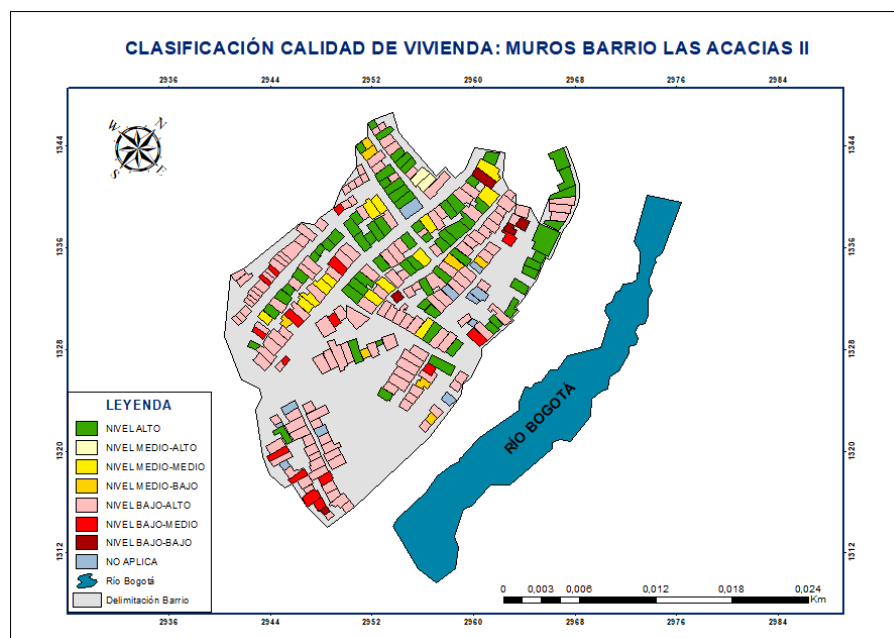 CLASIFICACIÓN CALIDAD DE VIVIENDA: MUROS BARRIO LAS ACACIAS II
2936 2944 2952 2960 2968 2976 2984
N
W
E
S
1344 1344
1336 1336
1328 1328
1320 1320
1312 1312
RÍO BOGOTÁ
LEYENDA
NIVEL ALTO
NIVEL MEDIO-ALTO
NIVEL MEDIO-MEDIO
NIVEL MEDIO-BAJO
NIVEL BAJO-ALTO
NIVEL BAJO-MEDIO
NIVEL BAJO-BAJO
NO APLICA
Río Bogotá
Delimitación Barrio
0 0,003 0,006 0,012 0,018 0,024
Km
2936 2944 2952 2960 2968 2976 2984